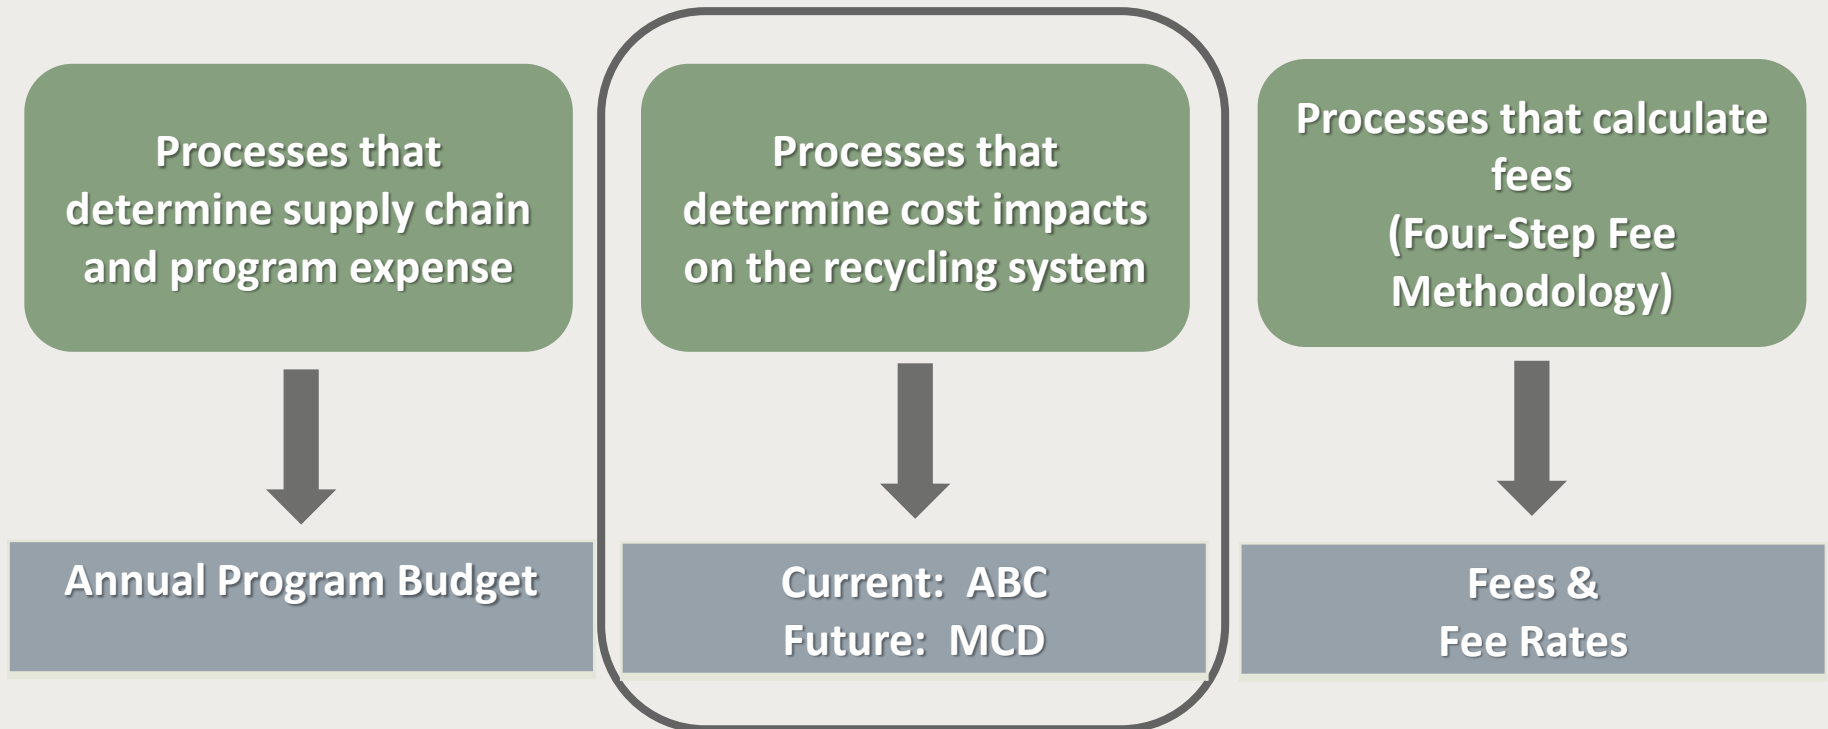 Processes that
determine supply chain
and program expense
Annual Program Budget
Processes that
determine cost impacts
on the recycling system
Current:  ABC
Future:  MCD
Processes that calculate
fees
(Four-Step Fee
Methodology)
Fees &
Fee Rates